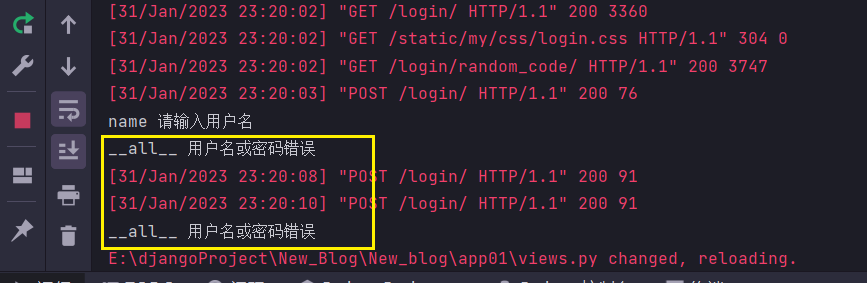 [31/Jan/2023 23:20:02] "GET /login/ HTTP/1.1" 200 3360
[31/Jan/2023 23:20:02] "GET /static/my/css/login.css HTTP/1.1" 304 0
[31/Jan/2023 23:20:02] "GET /login/random_code/ HTTP/1.1" 200 3747
[31/Jan/2023 23:20:03] "POST /login/ HTTP/1.1" 200 76
name 请输入用户名
__all__ 用户名或密码错误
[31/Jan/2023 23:20:08] "POST /login/ HTTP/1.1" 200 91
[31/Jan/2023 23:20:10] "POST /login/ HTTP/1.1" 200 91
__all__ 用户名或密码错误
E:\djangoProject\New_Blog\New_blog\app01\views.py changed, reloading.